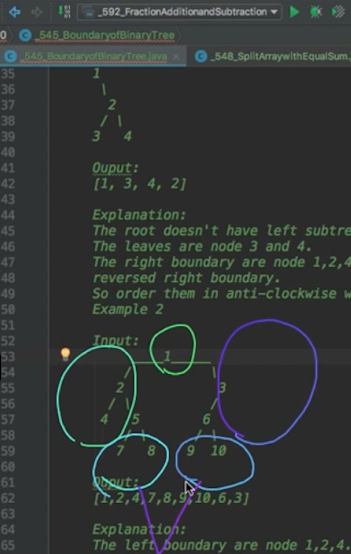 _592_FractionAdditionandSubtraction
_545_BoundaryofBinaryTree
_545_BoundaryofBinaryTree.java × _548_SplitArraywithEqualSum.
35 1
36 \
37 2
38 / \
39 3 4
40
41 Ouput:
42 [1, 3, 4, 2]
43
44 Explanation:
45 The root doesn't have left subtre
46 The leaves are node 3 and 4.
47 The right boundary are node 1,2,4
48 reversed right boundary.
49 So order them in anti-clockwise w
50 Example 2
51
52 Input:
53 ____1_____
54 / \
55 2 3
56 / \ /
57 4 5 6
58 / \ / \
59 7 8 9 10
60
61 Ouput:
62 [1,2,4,7,8,9,10,6,3]
63
64 Explanation:
65 The left boundary are node 1,2,4.